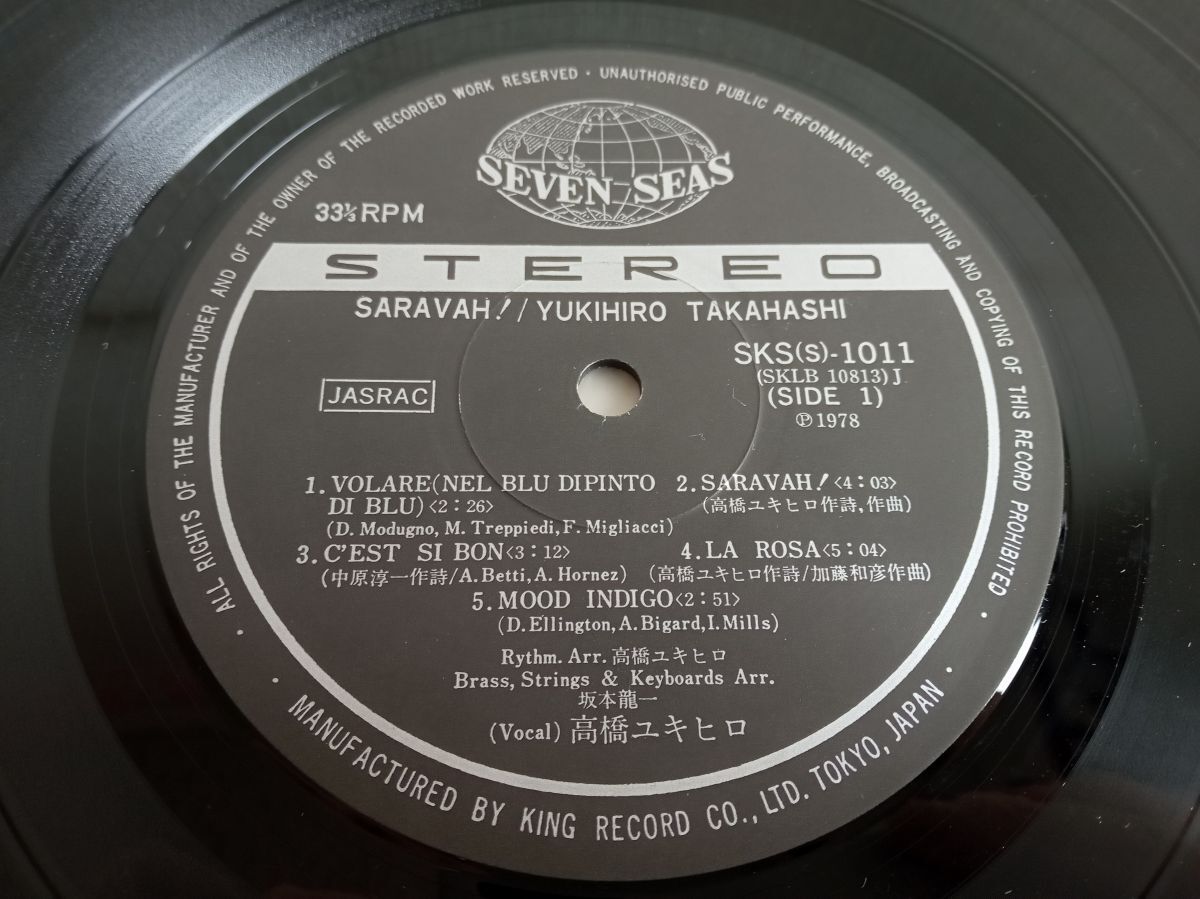 ALL RIGHTS OF THE MANUFACTURER AND OF THE OWNER OF THE RECORDED WORK RESERVED · UNAUTHORISED PUBLIC PERFORMANCE, BROADCASTING AND COPYING OF THIS RECORD PROHIBITED ·
SEVEN SEAS
33⅓ RPM
STEREO
SARAVAH! / YUKIHIRO TAKAHASHI
SKS(S)-1011
(SKLB 10813) J
JASRAC
(SIDE 1)
Ⓟ1978
1. VOLARE (NEL BLU DIPINTO
DI BLU) <2:26>
(D. Modugno, M. Treppiedi, F. Migliacci)
2. SARAVAH! <4:03>
(高橋ユキヒロ作詩, 作曲)
3. C'EST SI BON <3:12>
(中原淳一作詩/A. Betti, A. Hornez)
4. LA ROSA <5:04>
(高橋ユキヒロ作詩/加藤和彦作曲)
5. MOOD INDIGO <2:51>
(D. Ellington, A. Bigard, I. Mills)
Rythm. Arr. 高橋ユキヒロ
Brass, Strings & Keyboards Arr.
坂本龍一
(Vocal) 高橋ユキヒロ
· MANUFACTURED BY KING RECORD CO., LTD. TOKYO, JAPAN ·